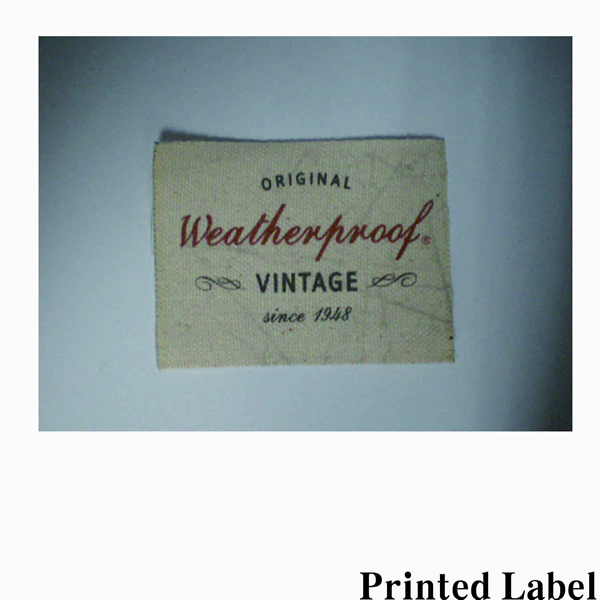 ORIGINAL
Weatherproof®
VINTAGE
since 1948
Printed Label